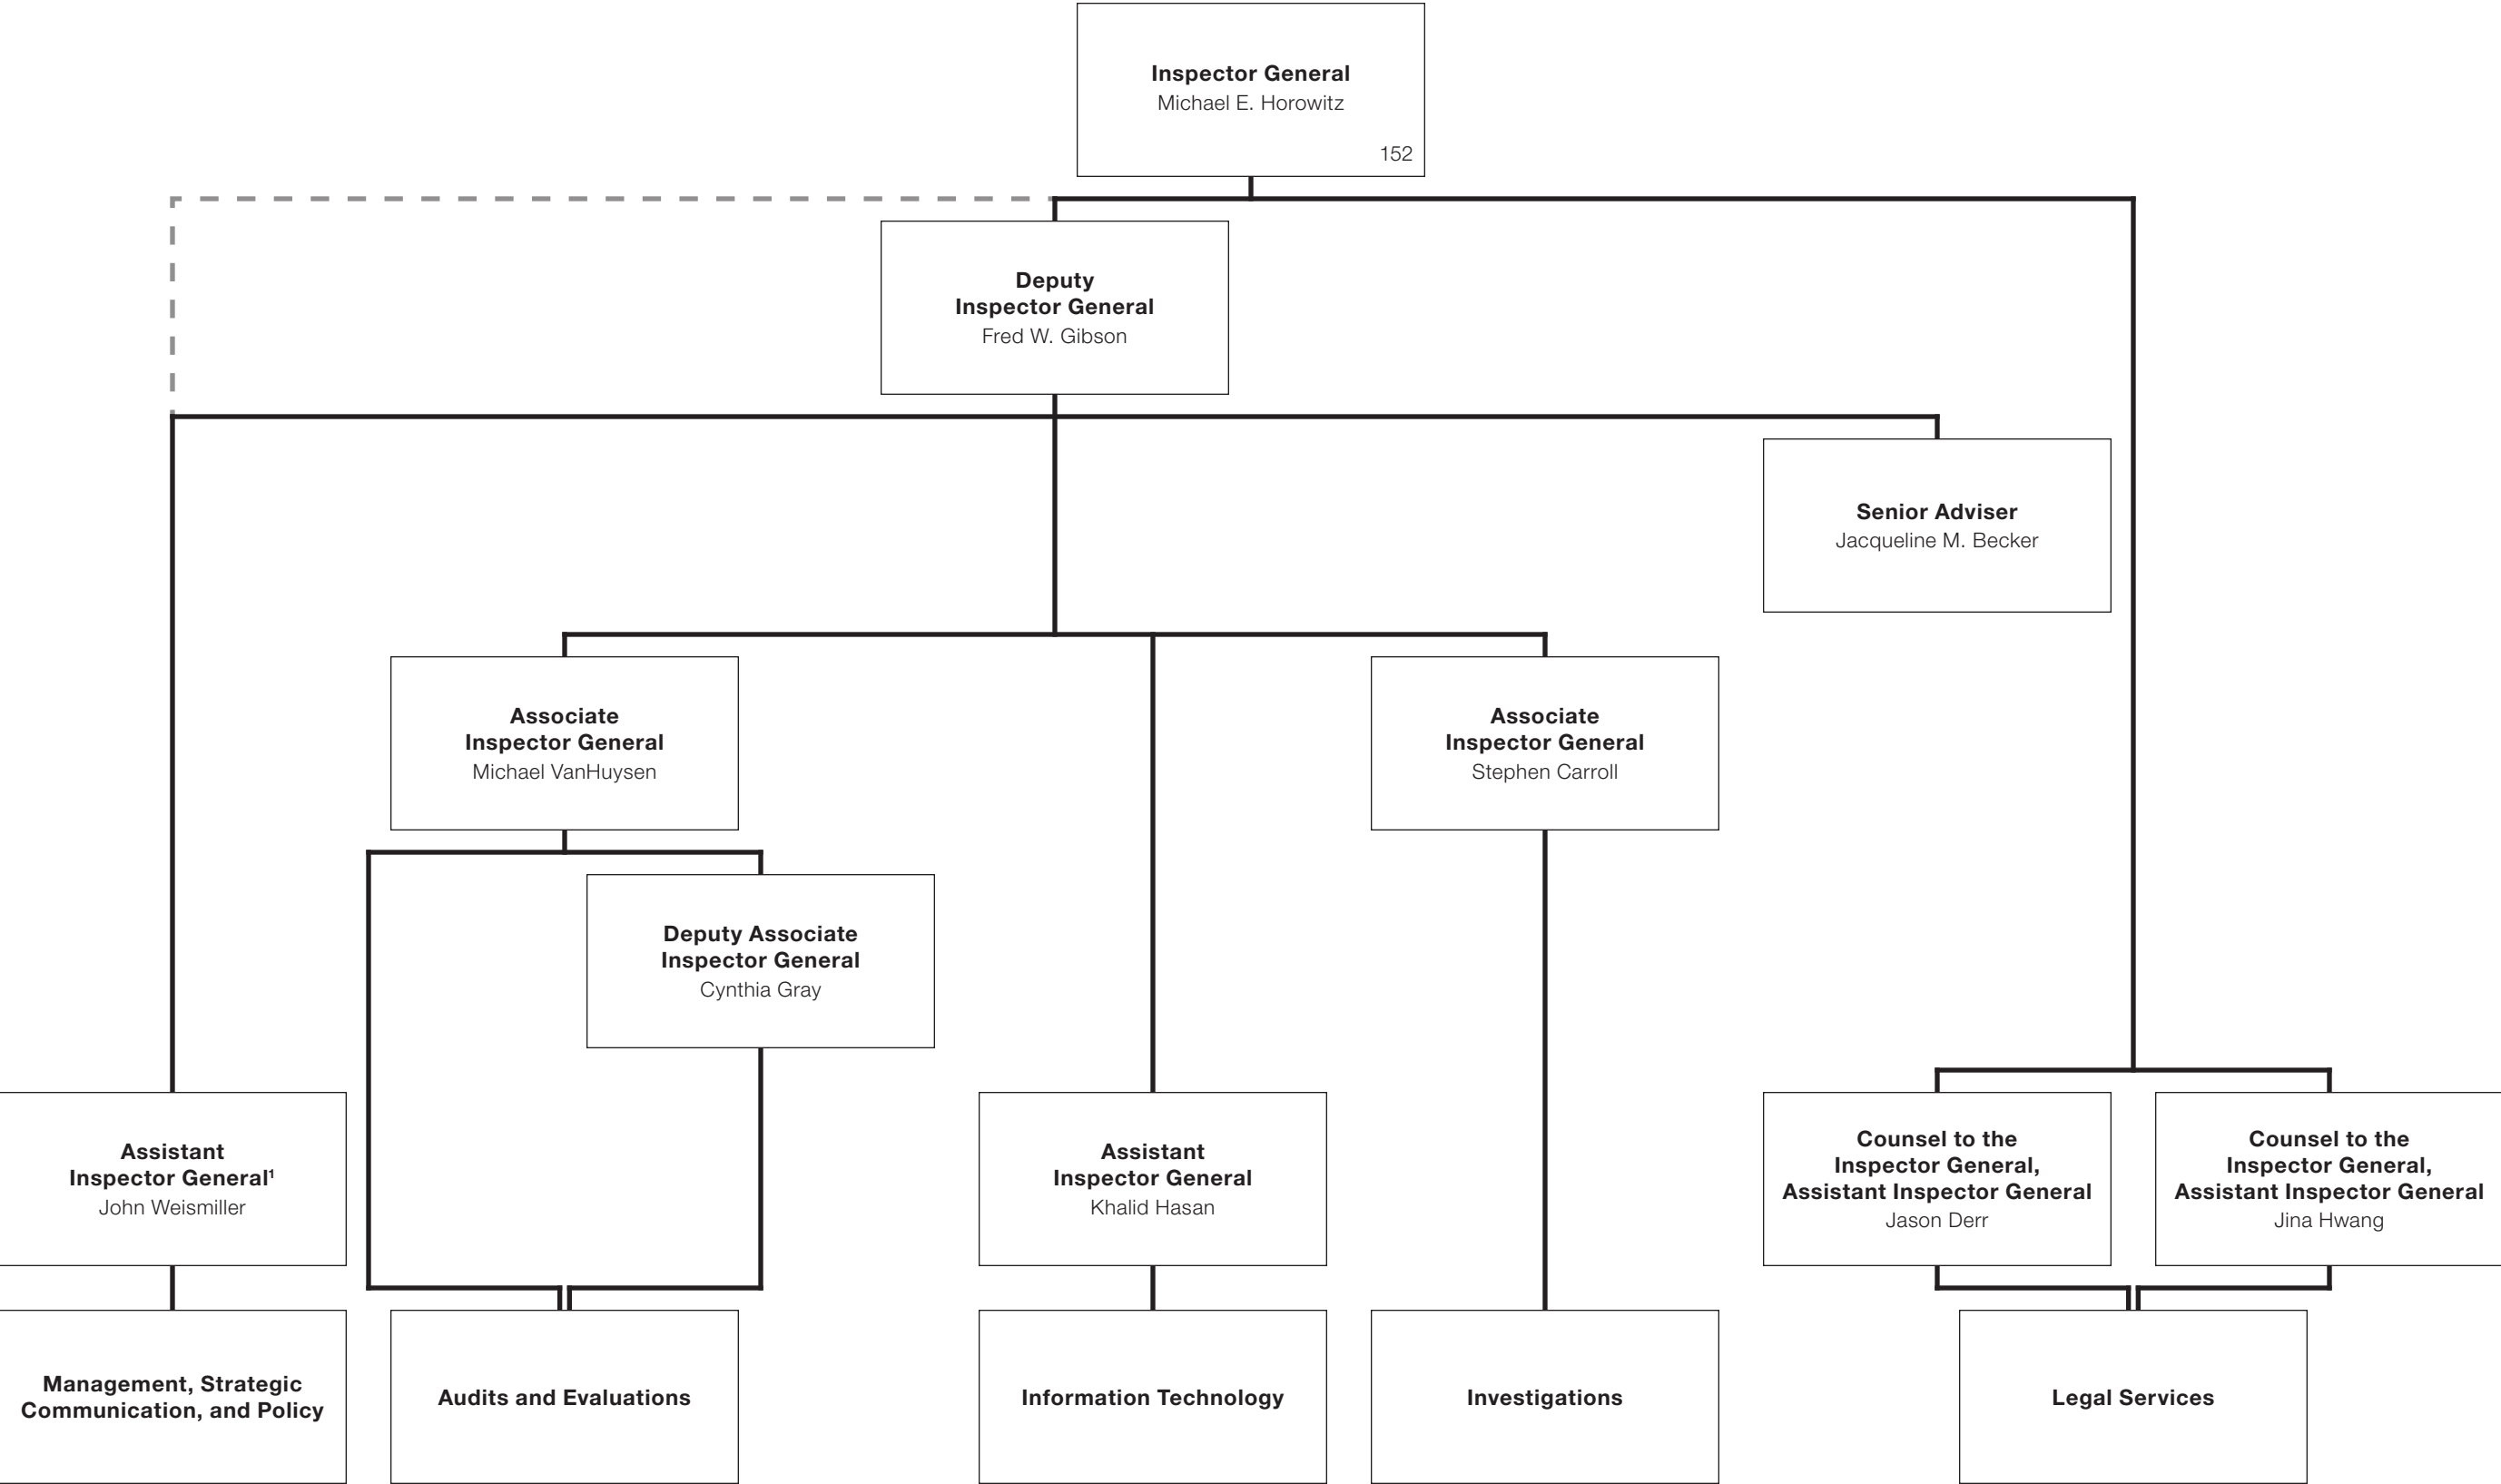 Inspector General
Michael E. Horowitz
152
Deputy
Inspector General
Fred W. Gibson
Senior Adviser
Jacqueline M. Becker
Associate
Inspector General
Michael VanHuysen
Associate
Inspector General
Stephen Carroll
Deputy Associate
Inspector General
Cynthia Gray
Assistant
Inspector General¹
John Weismiller
Assistant
Inspector General
Khalid Hasan
Counsel to the
Inspector General,
Assistant Inspector General
Jason Derr
Counsel to the
Inspector General,
Assistant Inspector General
Jina Hwang
Management, Strategic
Communication, and Policy
Audits and Evaluations
Information Technology
Investigations
Legal Services